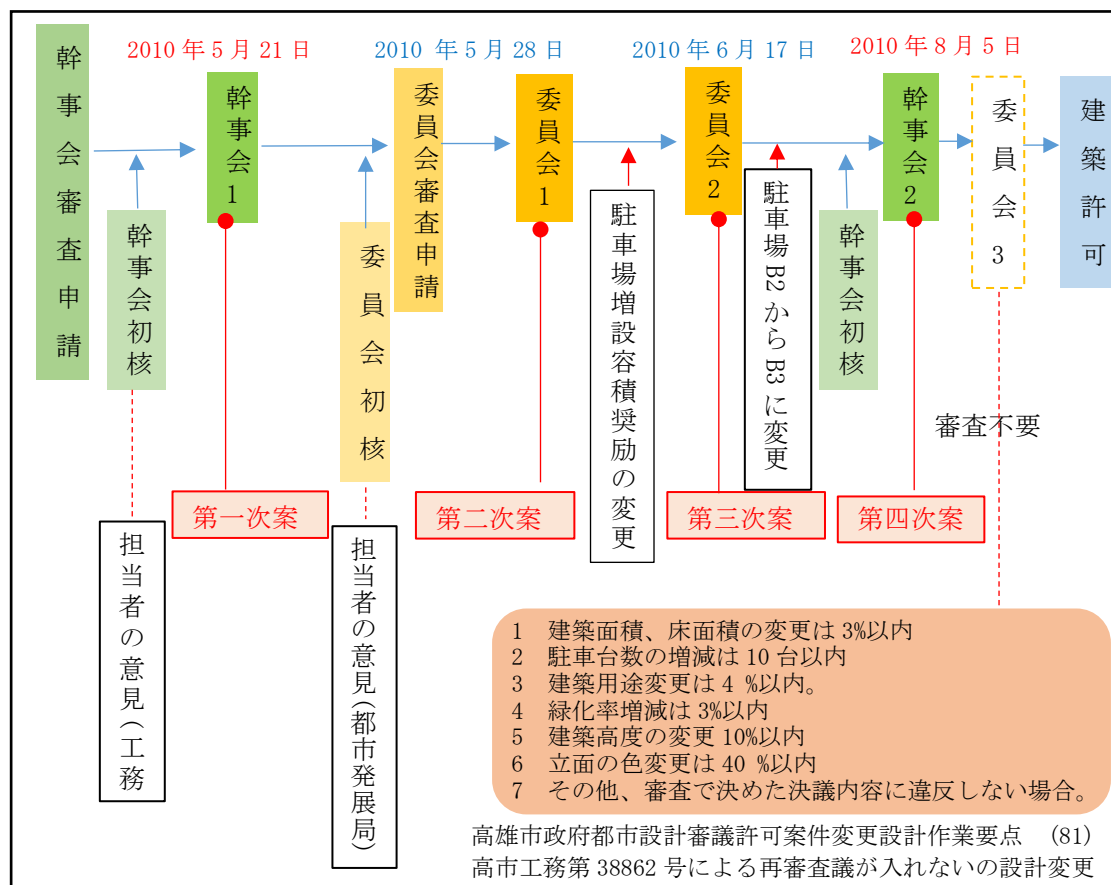 2010年5月21日
2010 年5月28日
2010年6月17日
2010年8月5日
幹事会審査申請
幹事会初核
幹事会1
委員会初核
委員会審査申請
委員会1
駐車場増設容積奨励の変更
委員会2
駐車場B2からB3に変更
幹事会初核
幹事会2
委員会3
建築許可
審査不要
第一次案
第二次案
第三次案
第四次案
担当者の意見(工務
担当者の意見(都市発展局)
1 建築面積、床面積の変更は3%以内
2 駐車台数の増減は10台以内
3 建築用途変更は4 %以内。
4 緑化率増減は3%以内
5 建築高度の変更10%以内
6 立面の色変更は40 %以内
7 その他、審査で決めた決議内容に違反しない場合。
高雄市政府都市設計審議許可案件変更設計作業要点 (81)
高市工務第38862号による再審査議が入れないの設計変更